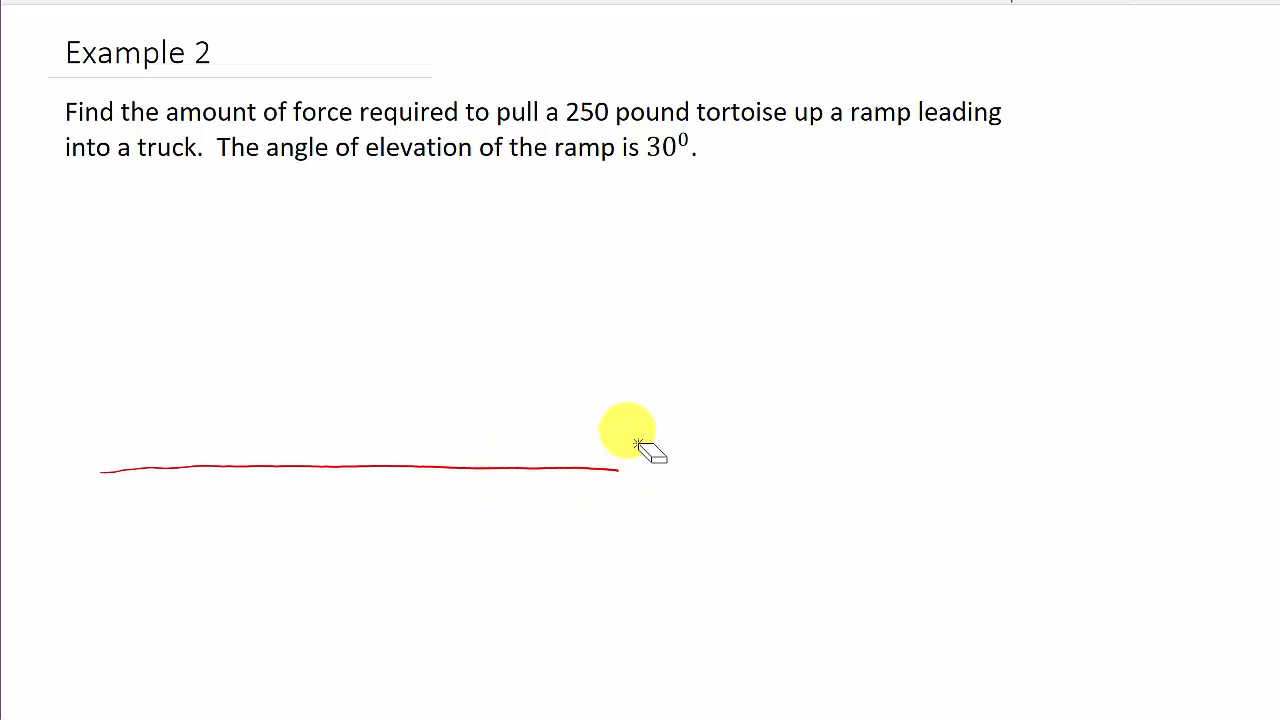 Example 2
Find the amount of force required to pull a 250 pound tortoise up a ramp leading
into a truck.  The angle of elevation of the ramp is 30⁰.